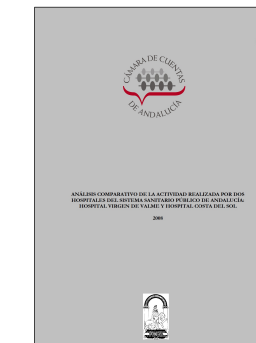 CÁMARA DE CUENTAS
DE ANDALUCÍA
ANÁLISIS COMPARATIVO DE LA ACTIVIDAD REALIZADA POR DOS
HOSPITALES DEL SISTEMA SANITARIO PÚBLICO DE ANDALUCÍA:
HOSPITAL VIRGEN DE VALME Y HOSPITAL COSTA DEL SOL
2008